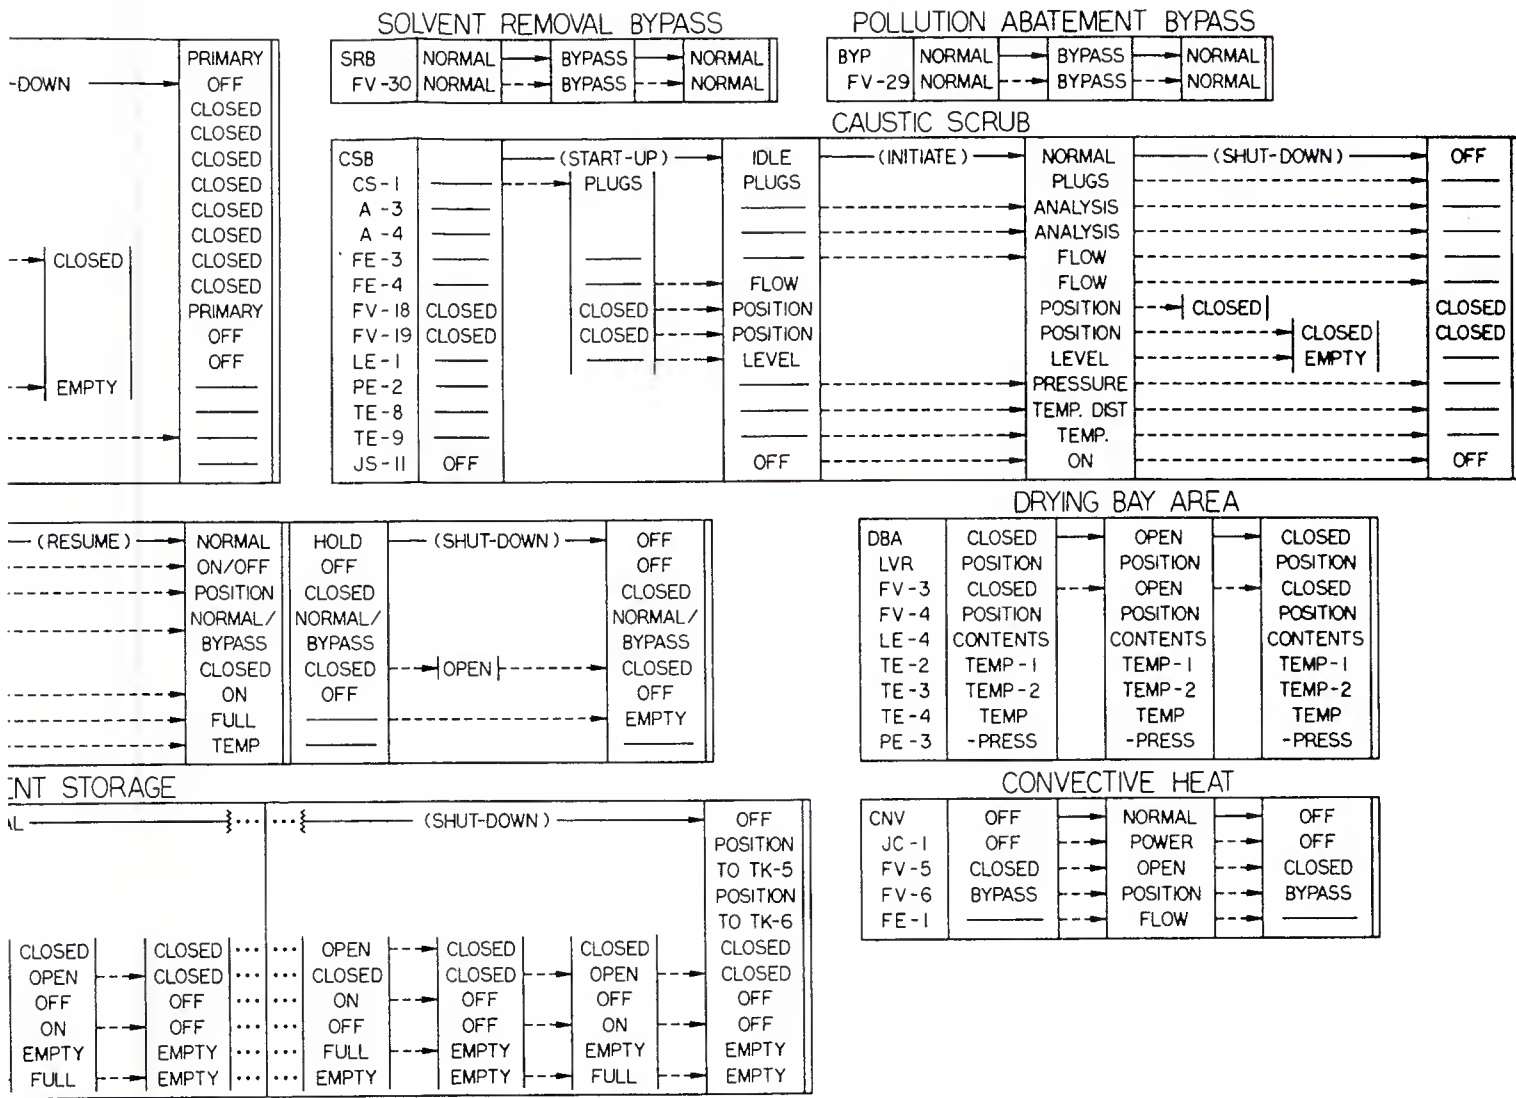 SOLVENT REMOVAL BYPASS
SRB NORMAL BYPASS NORMAL
FV-30 NORMAL BYPASS NORMAL
POLLUTION ABATEMENT BYPASS
BYP NORMAL BYPASS NORMAL
FV-29 NORMAL BYPASS NORMAL
PRIMARY
-DOWN OFF
CLOSED
CLOSED
CLOSED
CLOSED
CLOSED
CLOSED
CLOSED CLOSED
CLOSED
PRIMARY
OFF
OFF
EMPTY
CAUSTIC SCRUB
CSB (START-UP) IDLE (INITIATE) NORMAL (SHUT-DOWN) OFF
CS-1 PLUGS PLUGS PLUGS
A-3 ANALYSIS
A-4 ANALYSIS
FE-3 FLOW
FE-4 FLOW FLOW
FV-18 CLOSED CLOSED POSITION POSITION CLOSED CLOSED
FV-19 CLOSED CLOSED POSITION POSITION CLOSED CLOSED
LE-1 LEVEL LEVEL EMPTY
PE-2 PRESSURE
TE-8 TEMP. DIST
TE-9 TEMP.
JS-11 OFF OFF ON OFF
(RESUME) NORMAL HOLD (SHUT-DOWN) OFF
ON/OFF OFF OFF
POSITION CLOSED CLOSED
NORMAL/ NORMAL/ NORMAL/
BYPASS BYPASS BYPASS
CLOSED CLOSED OPEN CLOSED
ON OFF OFF
FULL EMPTY
TEMP
DRYING BAY AREA
DBA CLOSED OPEN CLOSED
LVR POSITION POSITION POSITION
FV-3 CLOSED OPEN CLOSED
FV-4 POSITION POSITION POSITION
LE-4 CONTENTS CONTENTS CONTENTS
TE-2 TEMP-1 TEMP-1 TEMP-1
TE-3 TEMP-2 TEMP-2 TEMP-2
TE-4 TEMP TEMP TEMP
PE-3 -PRESS -PRESS -PRESS
ENT STORAGE
AL (SHUT-DOWN) OFF
POSITION
TO TK-5
POSITION
TO TK-6
CLOSED CLOSED OPEN CLOSED CLOSED CLOSED
OPEN CLOSED CLOSED CLOSED OPEN CLOSED
OFF OFF ON OFF OFF OFF
ON OFF OFF OFF ON OFF
EMPTY EMPTY FULL EMPTY EMPTY EMPTY
FULL EMPTY EMPTY EMPTY FULL EMPTY
CONVECTIVE HEAT
CNV OFF NORMAL OFF
JC-1 OFF POWER OFF
FV-5 CLOSED OPEN CLOSED
FV-6 BYPASS POSITION BYPASS
FE-1 FLOW